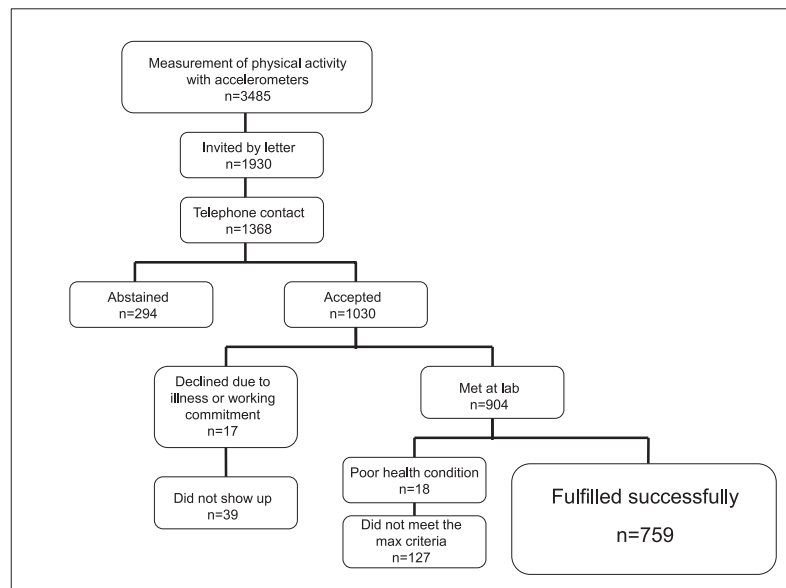 Measurement of physical activity
with accelerometers
n=3485
Invited by letter
n=1930
Telephone contact
n=1368
Abstained
n=294
Accepted
n=1030
Declined due to
illness or working
commitment
n=17
Met at lab
n=904
Did not show up
n=39
Poor health condition
n=18
Did not meet the
max criteria
n=127
Fulfilled successfully
n=759